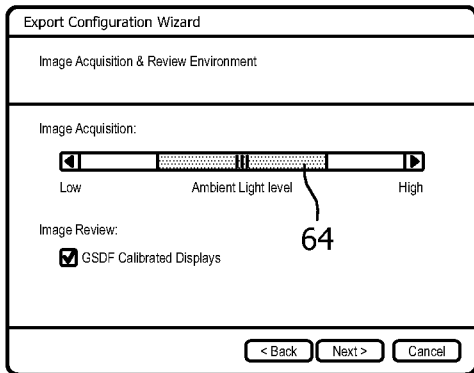 Export Configuration Wizard
Image Acquisition & Review Environment
Image Acquisition:
Low Ambient Light level High
64
Image Review:
GSDF Calibrated Displays
< Back Next > Cancel